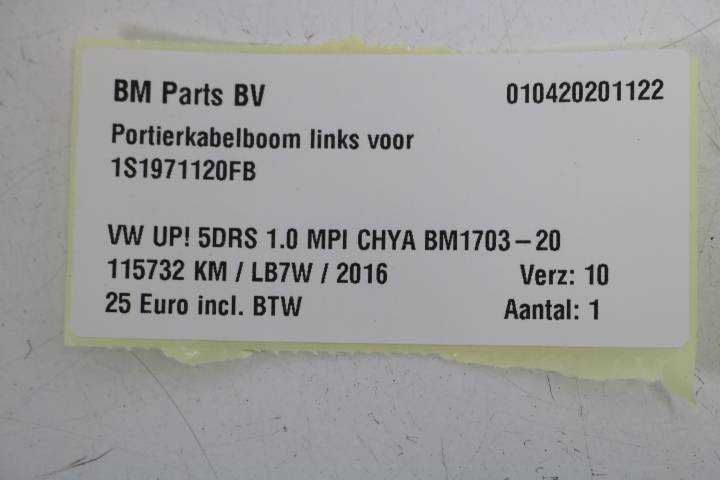 BM Parts BV 010420201122
Portierkabelboom links voor
1S1971120FB
VW UP! 5DRS 1.0 MPI CHYA BM1703-20
115732 KM / LB7W / 2016 Verz: 10
25 Euro incl. BTW Aantal: 1